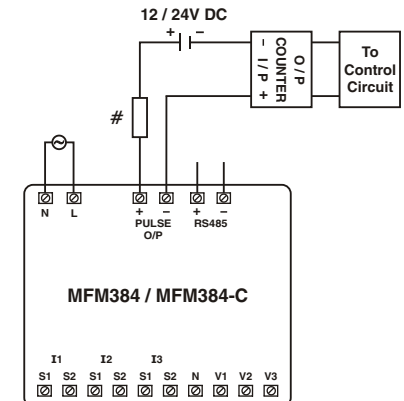 12 / 24V DC
+ −
− I / P +
COUNTER
O / P
To
Control
Circuit
#
N L + − + −
PULSE
O/P
RS485
MFM384 / MFM384-C
I1 I2 I3
S1 S2 S1 S2 S1 S2 N V1 V2 V3